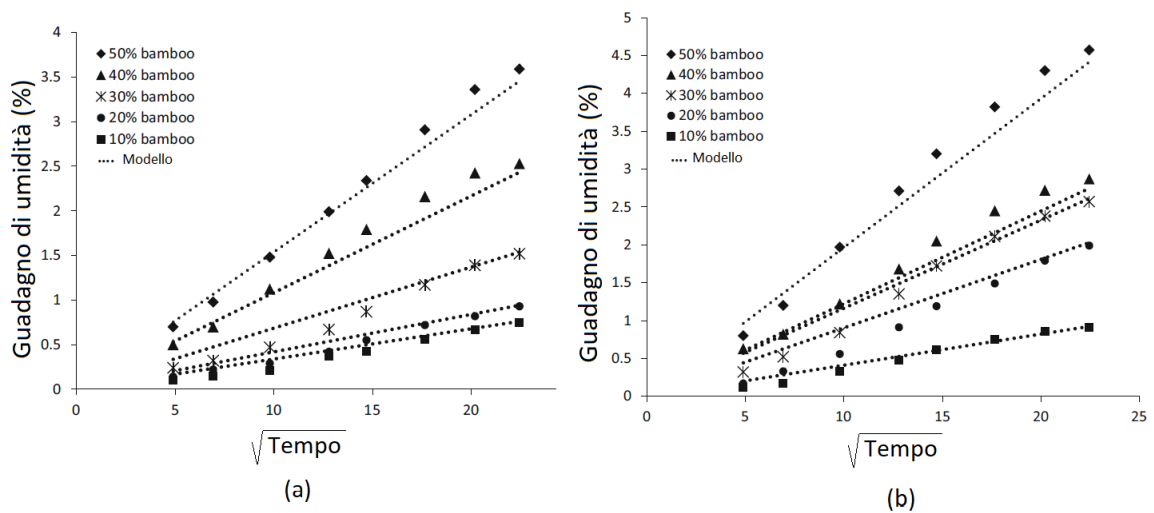 4
3.5
3
2.5
2
1.5
1
0.5
0
Guadagno di umidità (%)
50% bamboo
40% bamboo
30% bamboo
20% bamboo
10% bamboo
Modello
0 5 10 15 20
√Tempo
(a)
5
4.5
4
3.5
3
2.5
2
1.5
1
0.5
0
Guadagno di umidità (%)
50% bamboo
40% bamboo
30% bamboo
20% bamboo
10% bamboo
Modello
0 5 10 15 20 25
√Tempo
(b)